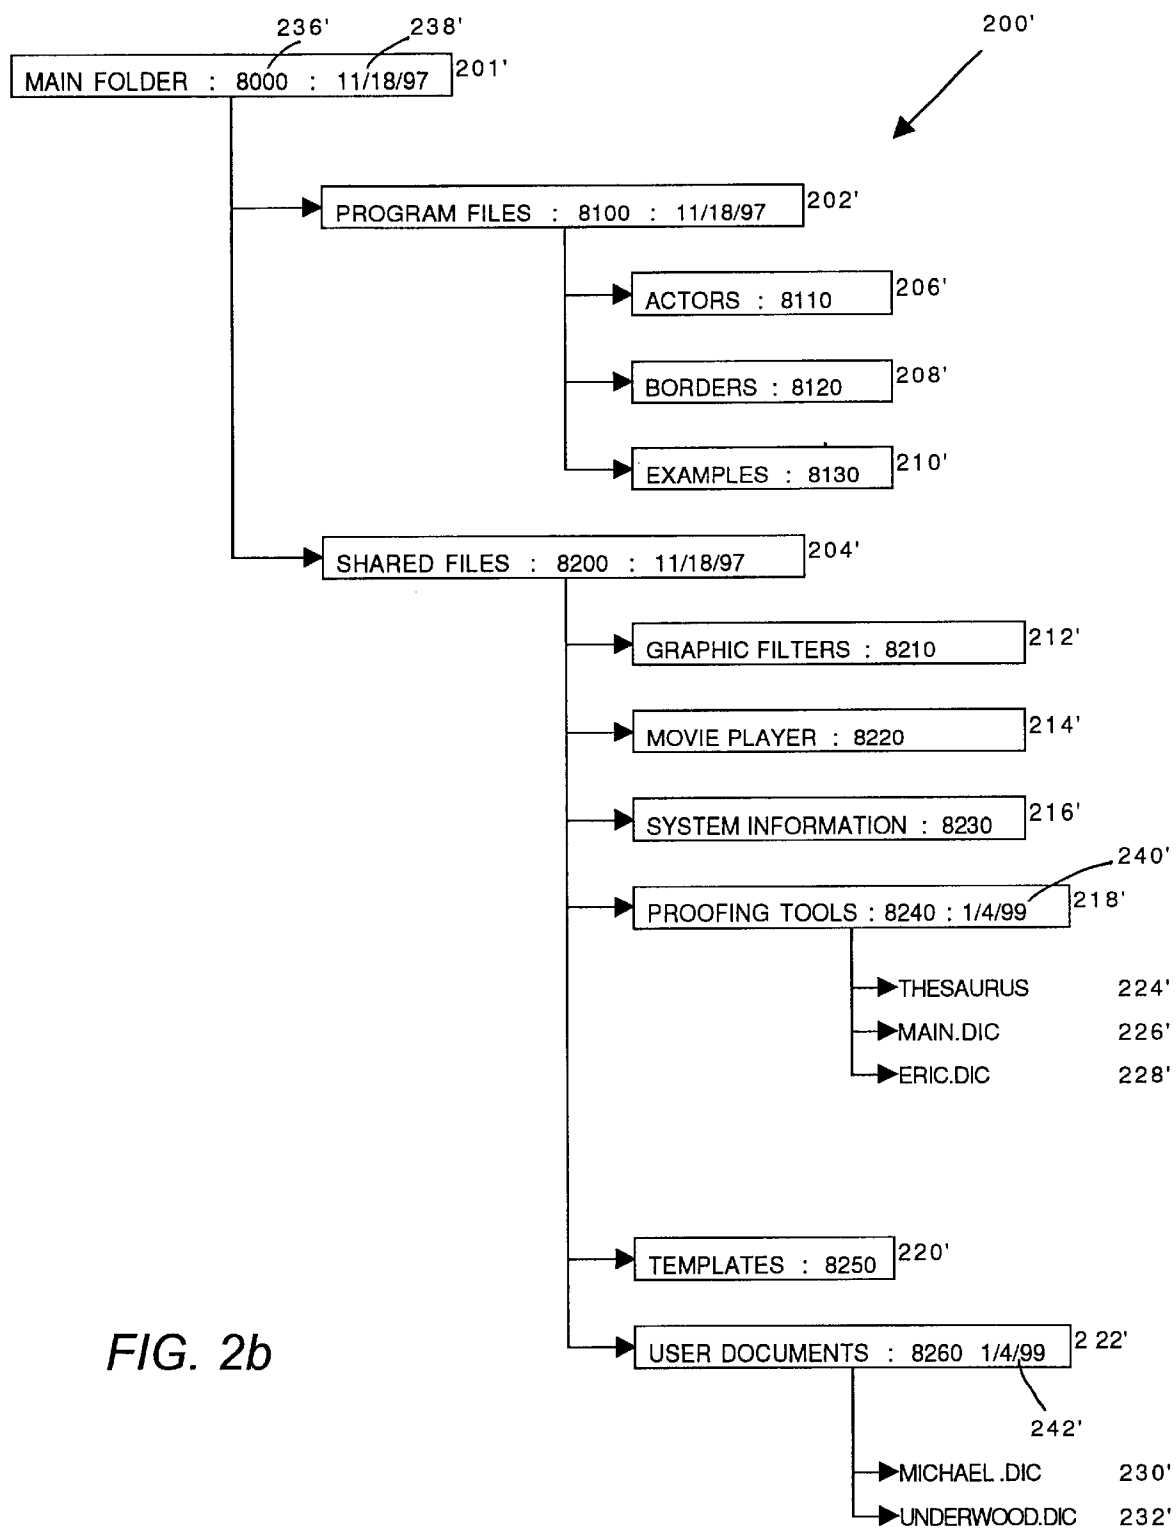 236' 238' 200'
MAIN FOLDER : 8000 : 11/18/97 201'
PROGRAM FILES : 8100 : 11/18/97 202'
ACTORS : 8110 206'
BORDERS : 8120 208'
EXAMPLES : 8130 210'
SHARED FILES : 8200 : 11/18/97 204'
GRAPHIC FILTERS : 8210 212'
MOVIE PLAYER : 8220 214'
SYSTEM INFORMATION : 8230 216'
240'
PROOFING TOOLS : 8240 : 1/4/99 218'
THESAURUS 224'
MAIN.DIC 226'
ERIC.DIC 228'
TEMPLATES : 8250 220'
USER DOCUMENTS : 8260 1/4/99 2 22'
FIG. 2b
242'
MICHAEL .DIC 230'
UNDERWOOD.DIC 232'